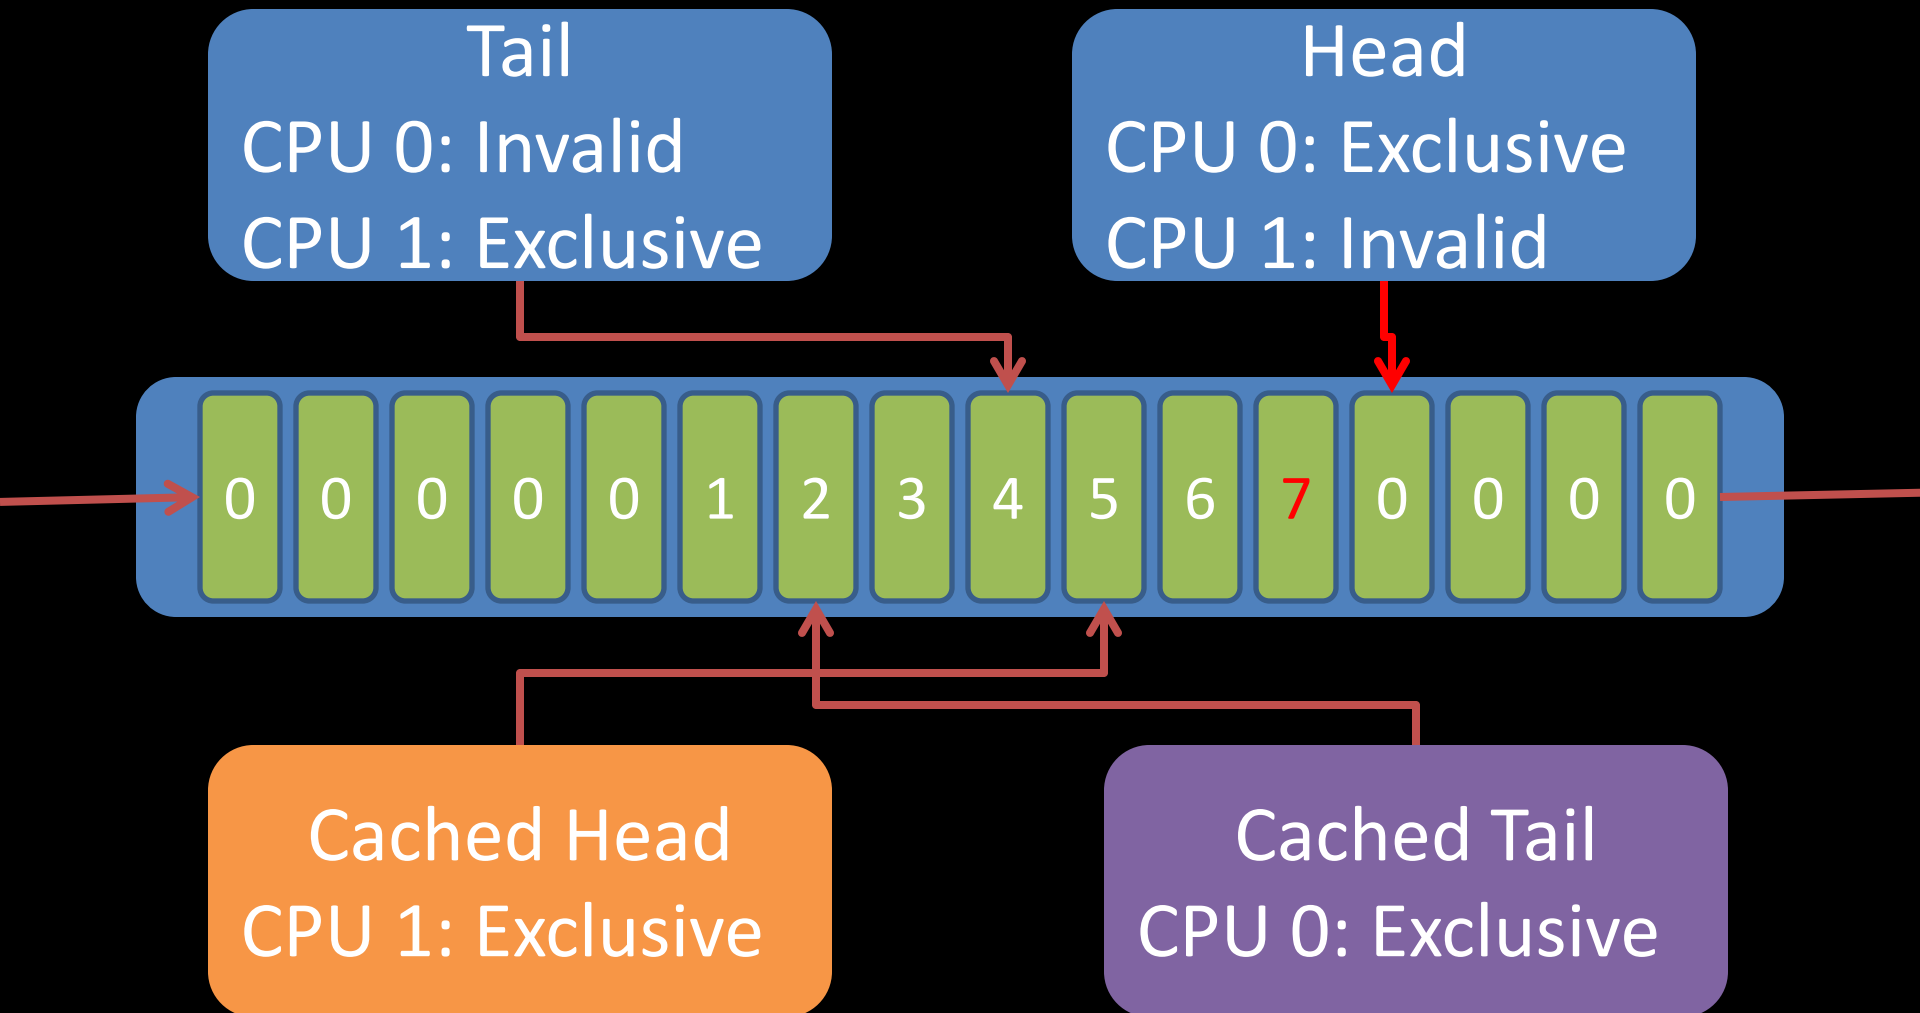 Tail
CPU 0: Invalid
CPU 1: Exclusive
Head
CPU 0: Exclusive
CPU 1: Invalid
0 0 0 0 0 1 2 3 4 5 6 7 0 0 0 0
Cached Head
CPU 1: Exclusive
Cached Tail
CPU 0: Exclusive